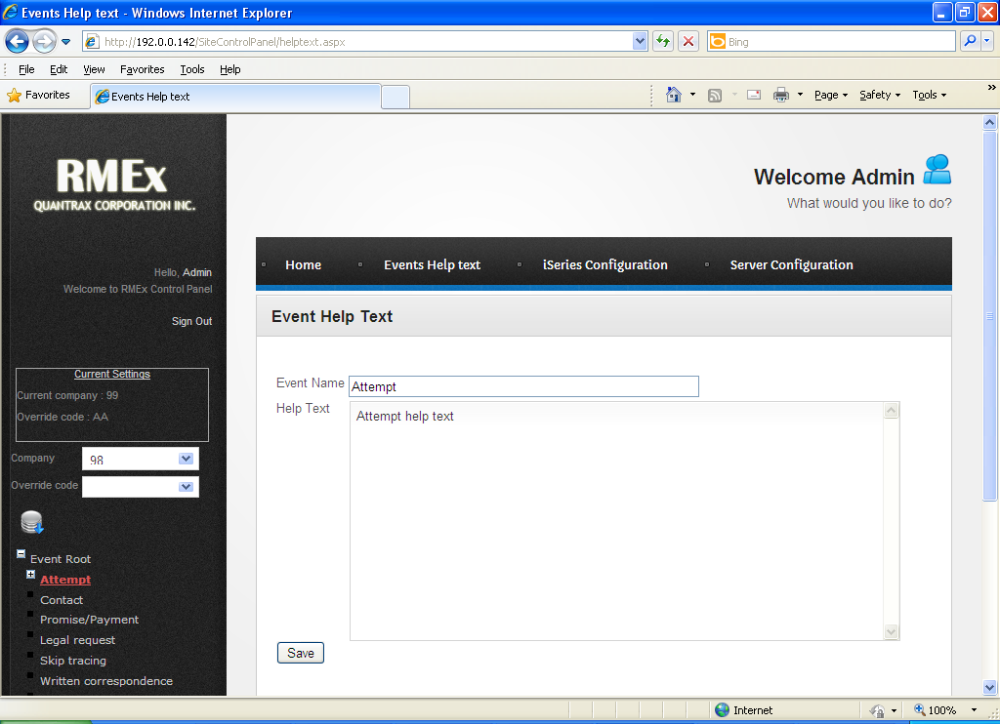 Events Help text - Windows Internet Explorer
http://192.0.0.142/SiteControlPanel/helptext.aspx
Bing
File Edit View Favorites Tools Help
Favorites
Events Help text
Page Safety Tools »
RMEx
QUANTRAX CORPORATION INC.
Hello, Admin
Welcome to RMEx Control Panel
Sign Out
Current Settings
Current company : 99
Override code : AA
Company 98
Override code
Event Root
Attempt
Contact
Promise/Payment
Legal request
Skip tracing
Written correspondence
Welcome Admin
What would you like to do?
Home Events Help text iSeries Configuration Server Configuration
Event Help Text
Event Name Attempt
Help Text Attempt help text
Save
Internet 100%